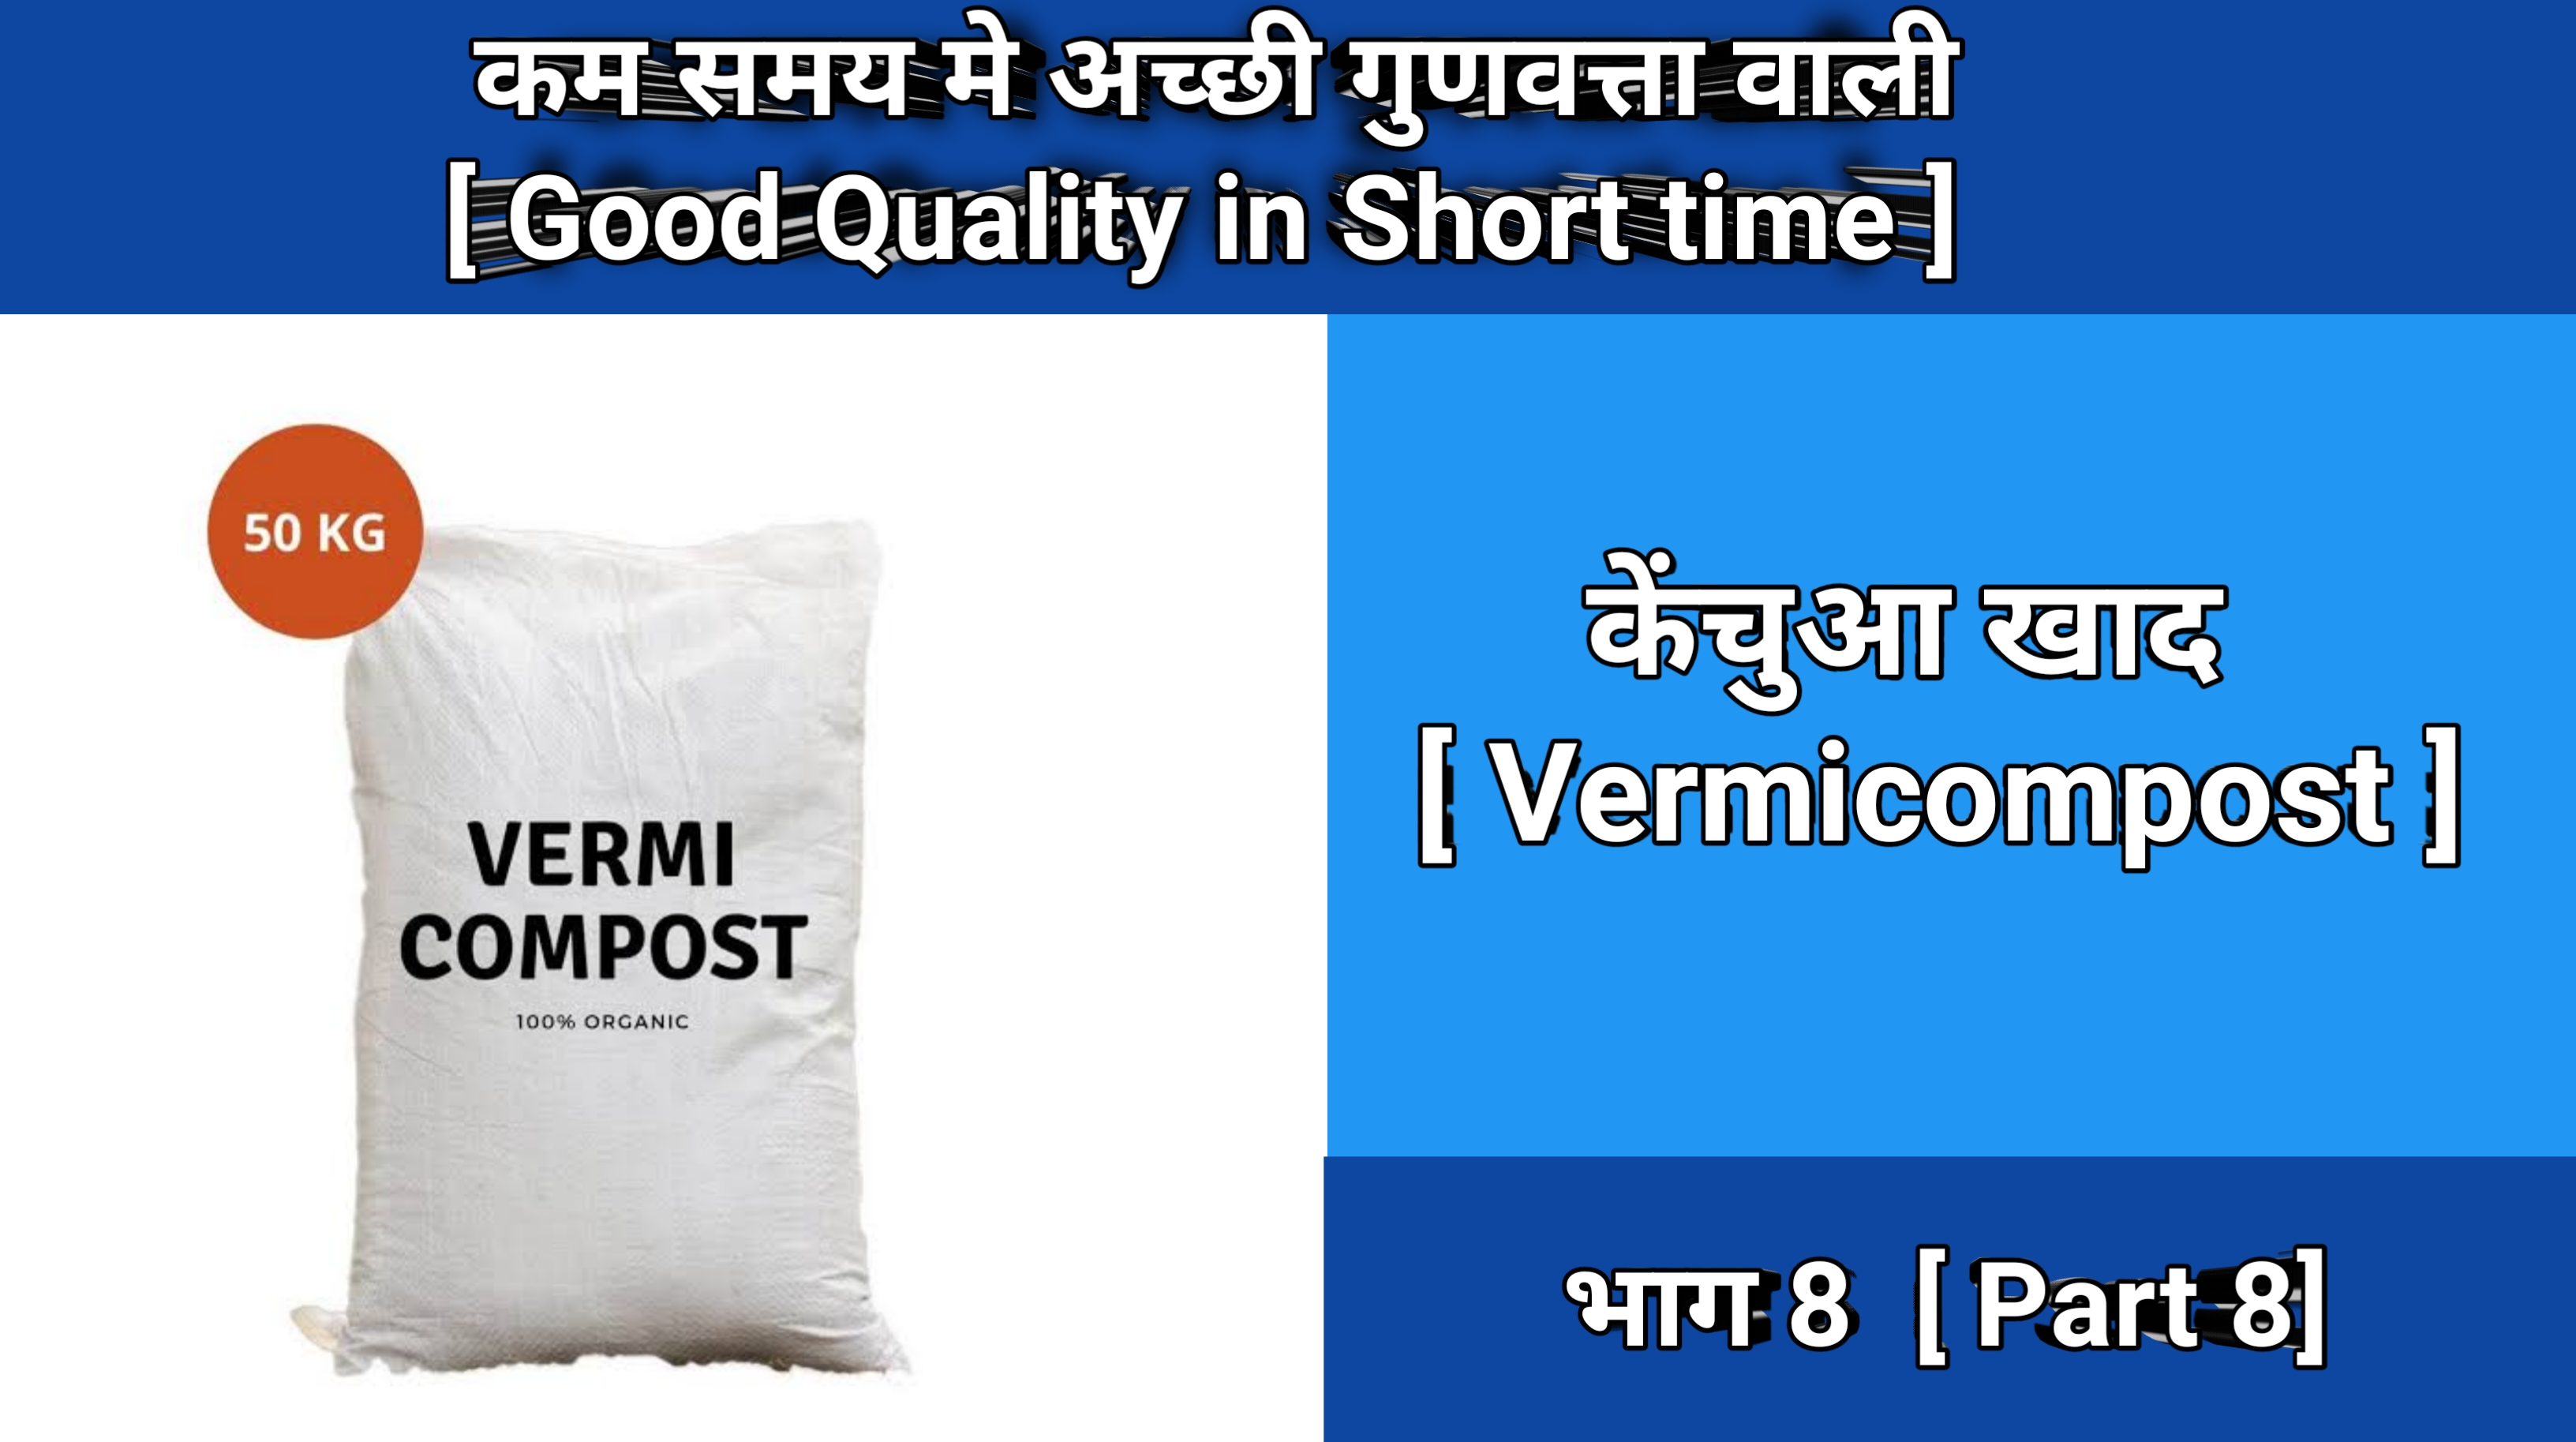 कम समय मे अच्छी गुणवत्ता वाली
[ Good Quality in Short time ]
50 KG
VERMI
COMPOST
100% ORGANIC
केंचुआ खाद
[ Vermicompost ]
भाग 8 [ Part 8]